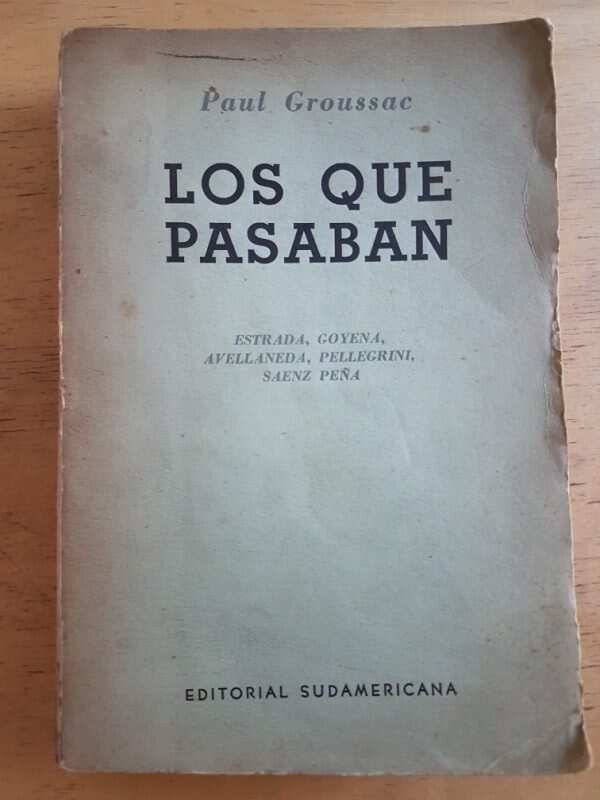 Paul Groussac
LOS QUE
PASABAN
ESTRADA, GOYENA,
AVELLANEDA, PELLEGRINI,
SAENZ PEÑA
EDITORIAL SUDAMERICANA